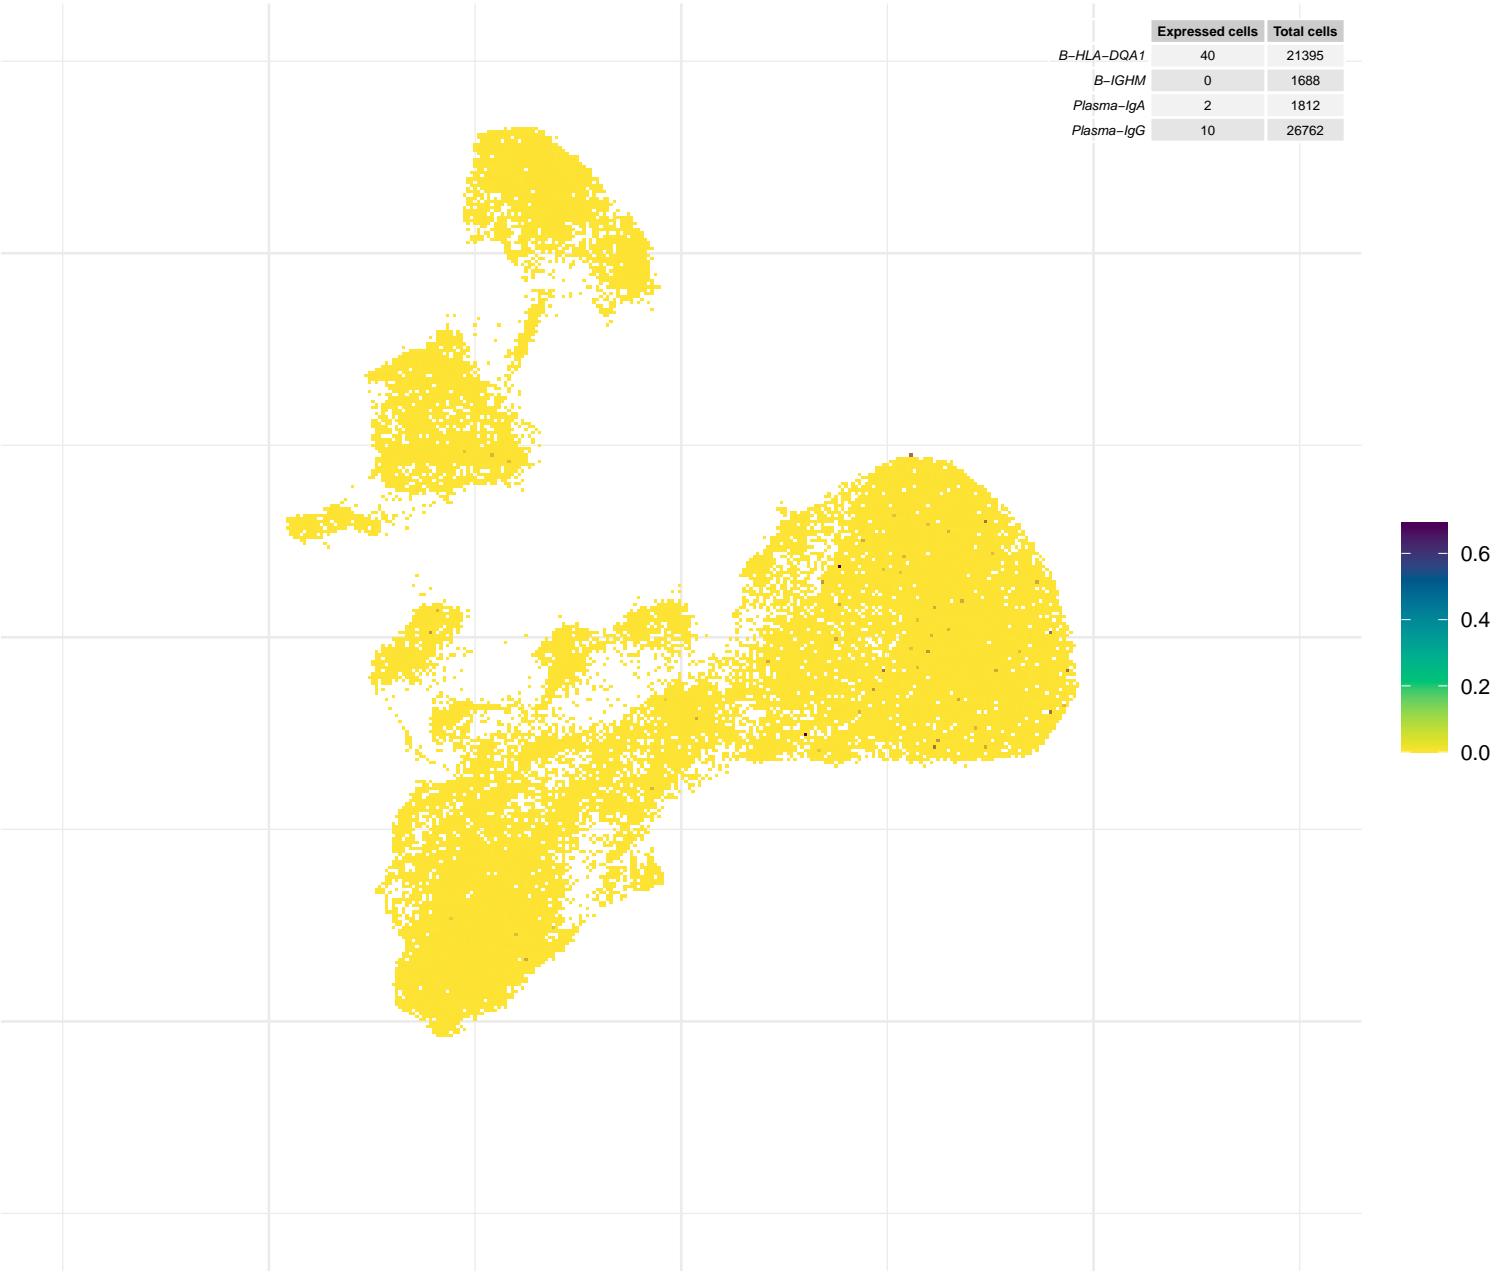 Expressed cells Total cells
B−HLA−DQA1 40 21395
B−IGHM 0 1688
Plasma−IgA 2 1812
Plasma−IgG 10 26762
0.6
0.4
0.2
0.0